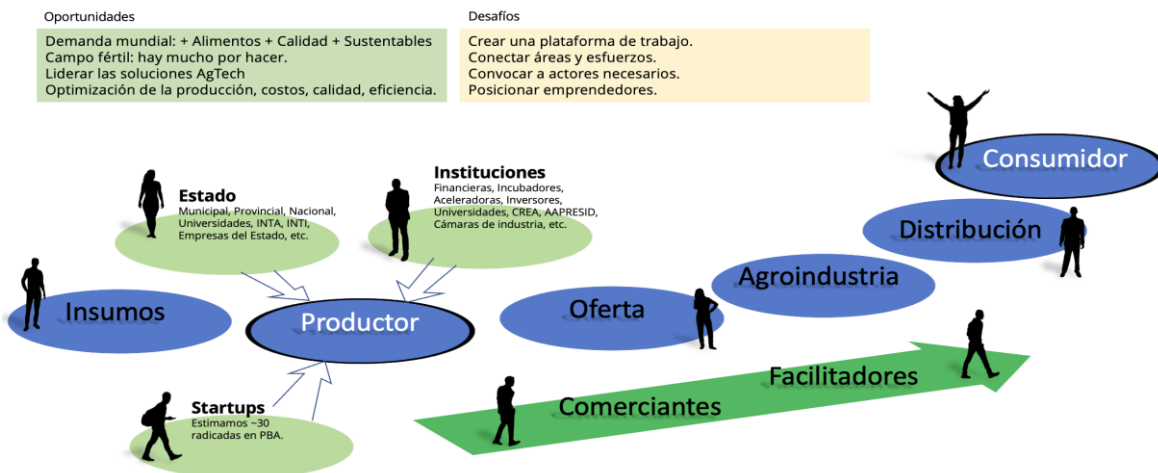 Oportunidades
Demanda mundial: + Alimentos + Calidad + Sustentables
Campo fértil: hay mucho por hacer.
Liderar las soluciones AgTech
Optimización de la producción, costos, calidad, eficiencia.
Desafíos
Crear una plataforma de trabajo.
Conectar áreas y esfuerzos.
Convocar a actores necesarios.
Posicionar emprendedores.
Estado
Municipal, Provincial, Nacional,
Universidades, INTA, INTI,
Empresas del Estado, etc.
Instituciones
Financieras, Incubadores,
Aceleradoras, Inversores,
Universidades, CREA, AAPRESID,
Cámaras de industria, etc.
Consumidor
Distribución
Agroindustria
Insumos
Productor
Oferta
Facilitadores
Comerciantes
Startups
Estimamos ~30
radicadas en PBA.